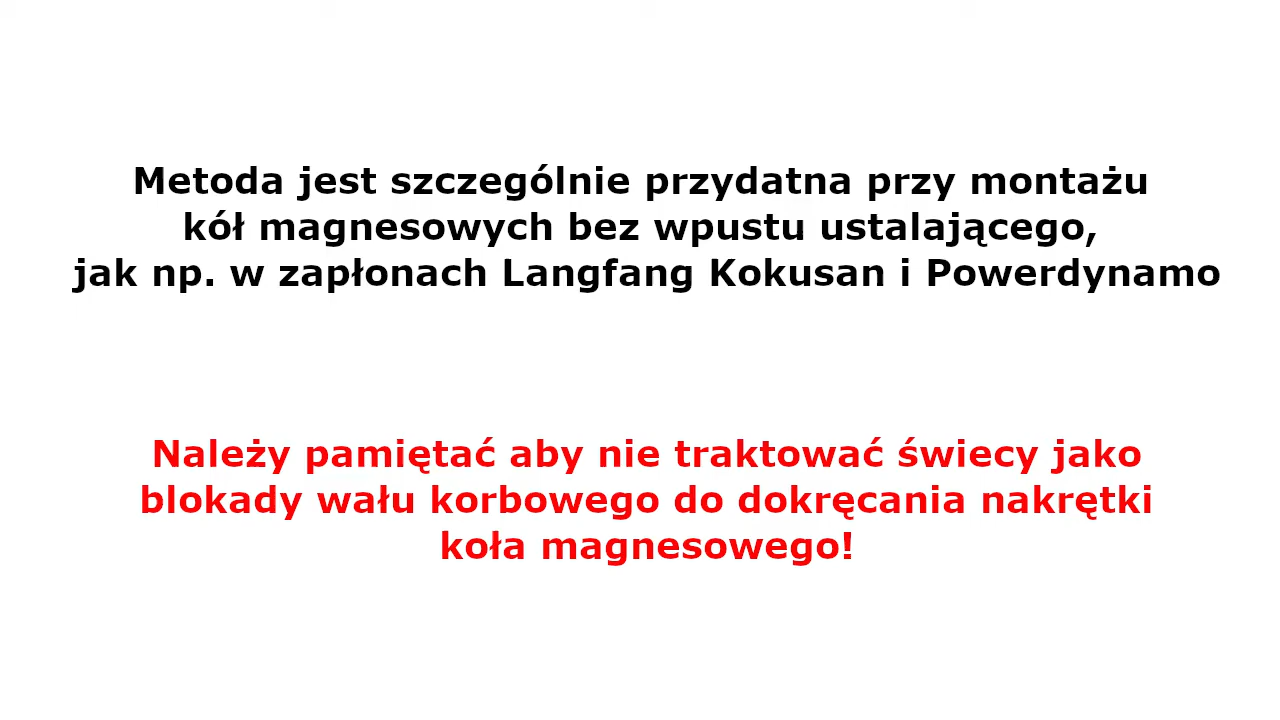 Metoda jest szczególnie przydatna przy montażu
kół magnesowych bez wpustu ustalającego,
jak np. w zapłonach Langfang Kokusan i Powerdynamo
Należy pamiętać aby nie traktować świecy jako
blokady wału korbowego do dokręcania nakrętki
koła magnesowego!